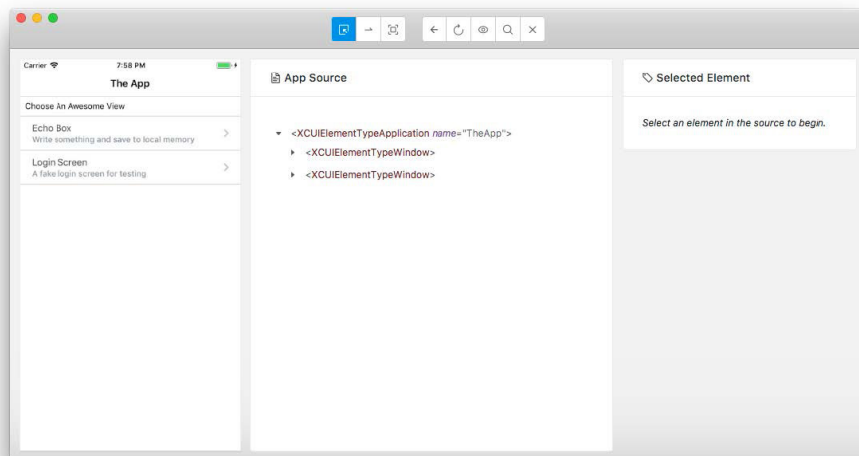 Carrier 7:58 PM
The App
Choose An Awesome View
Echo Box
Write something and save to local memory
Login Screen
A fake login screen for testing
App Source
<XCUIElementTypeApplication name="TheApp">
<XCUIElementTypeWindow>
<XCUIElementTypeWindow>
Selected Element
Select an element in the source to begin.